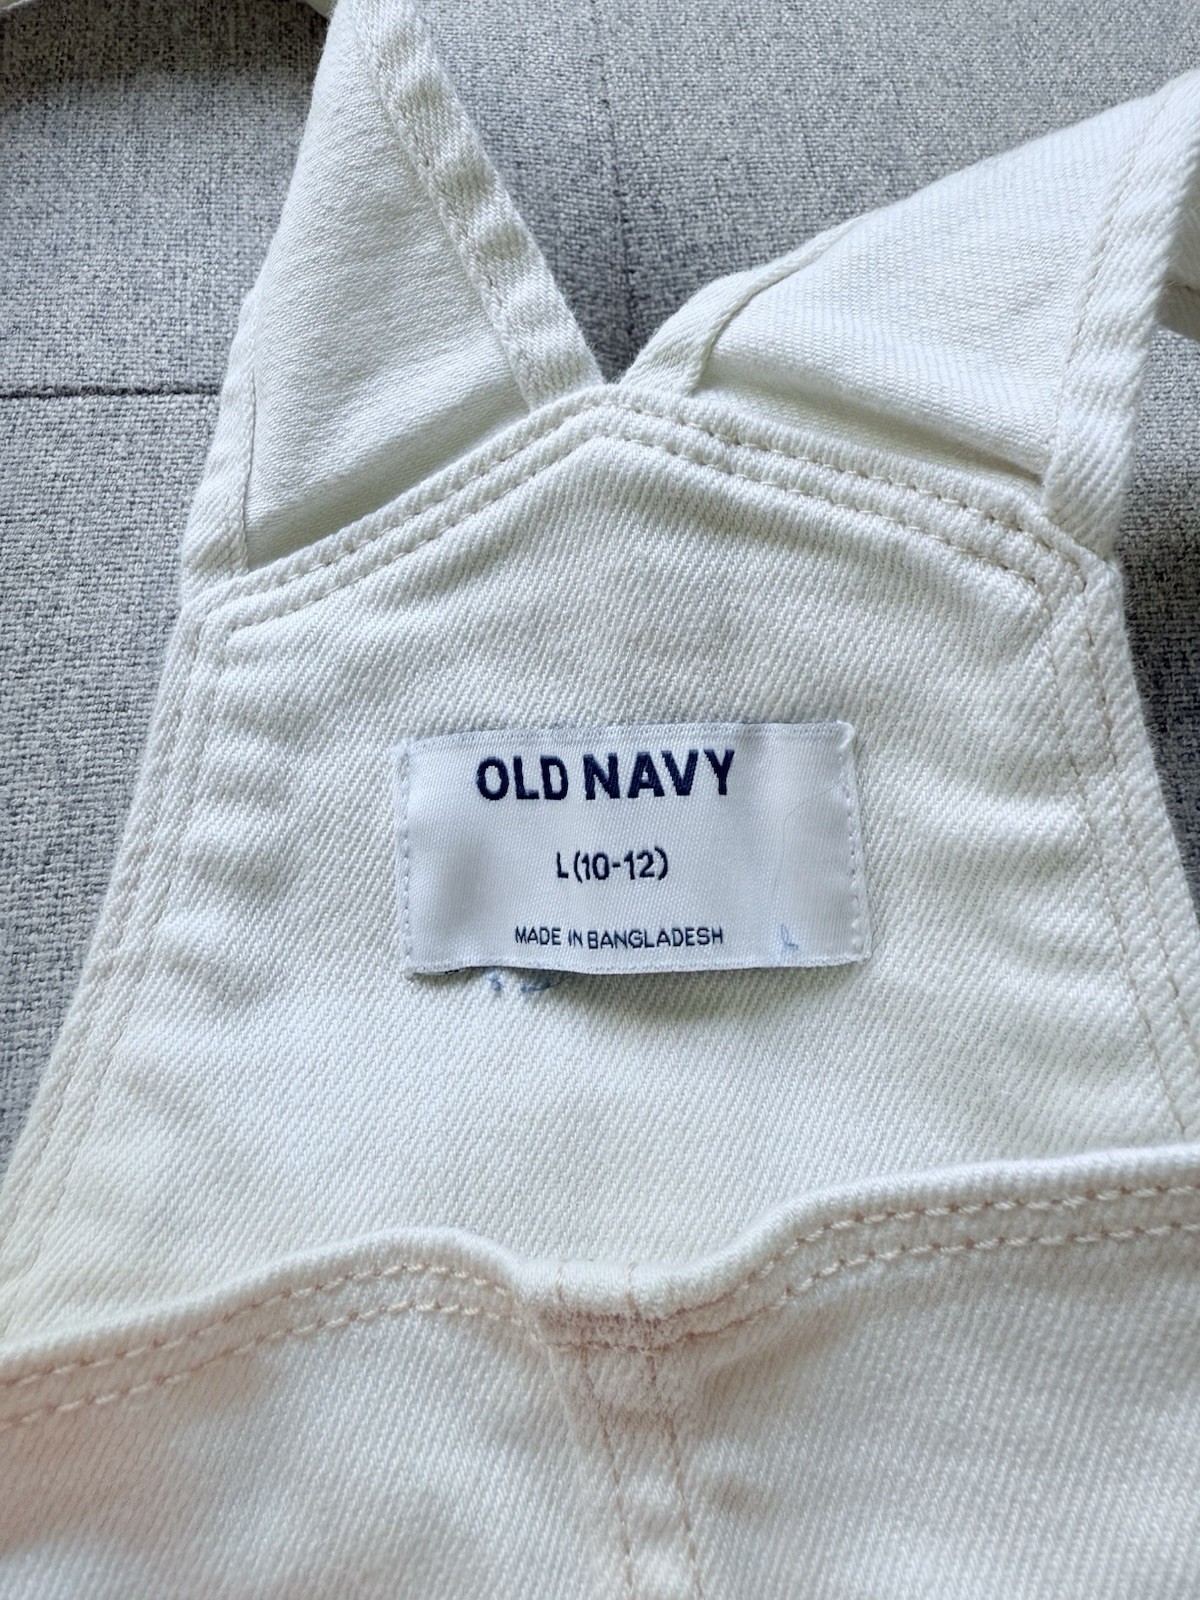 OLD NAVY
L (10-12)
MADE IN BANGLADESH